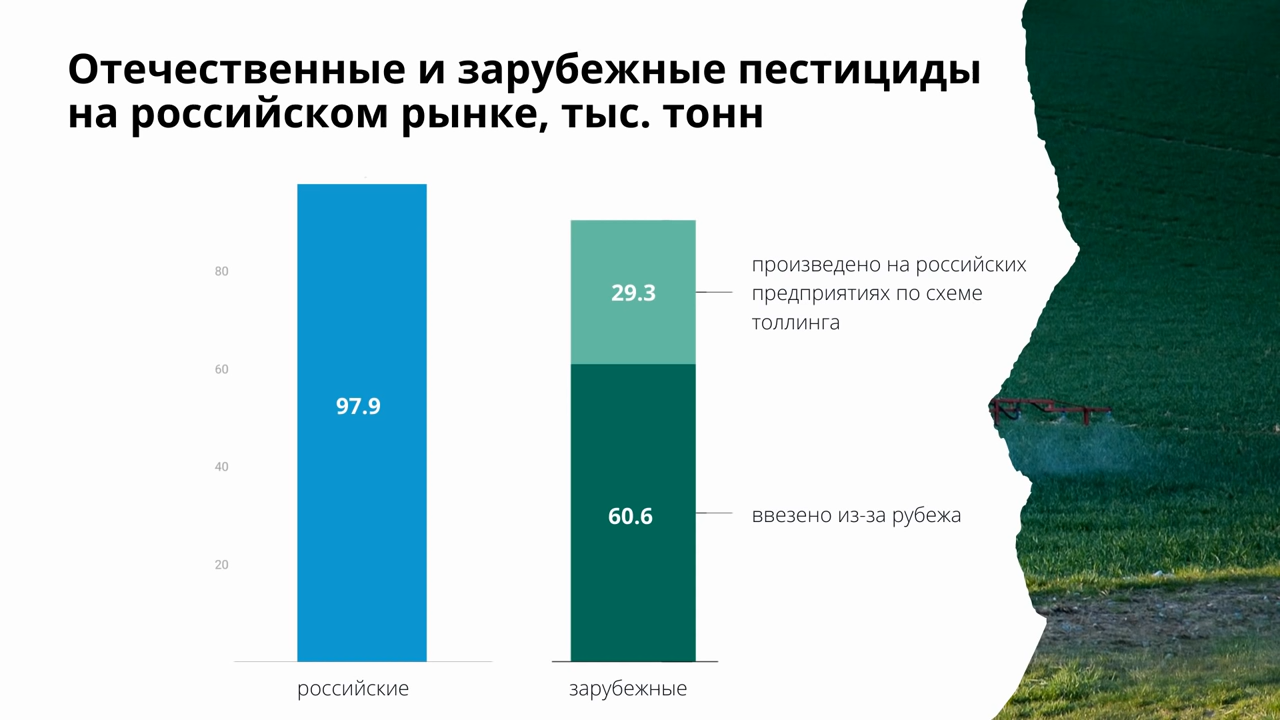 Отечественные и зарубежные пестициды
на российском рынке, тыс. тонн
80
60
40
20
97.9
29.3
60.6
произведено на российских
предприятиях по схеме
толлинга
ввезено из-за рубежа
российские
зарубежные